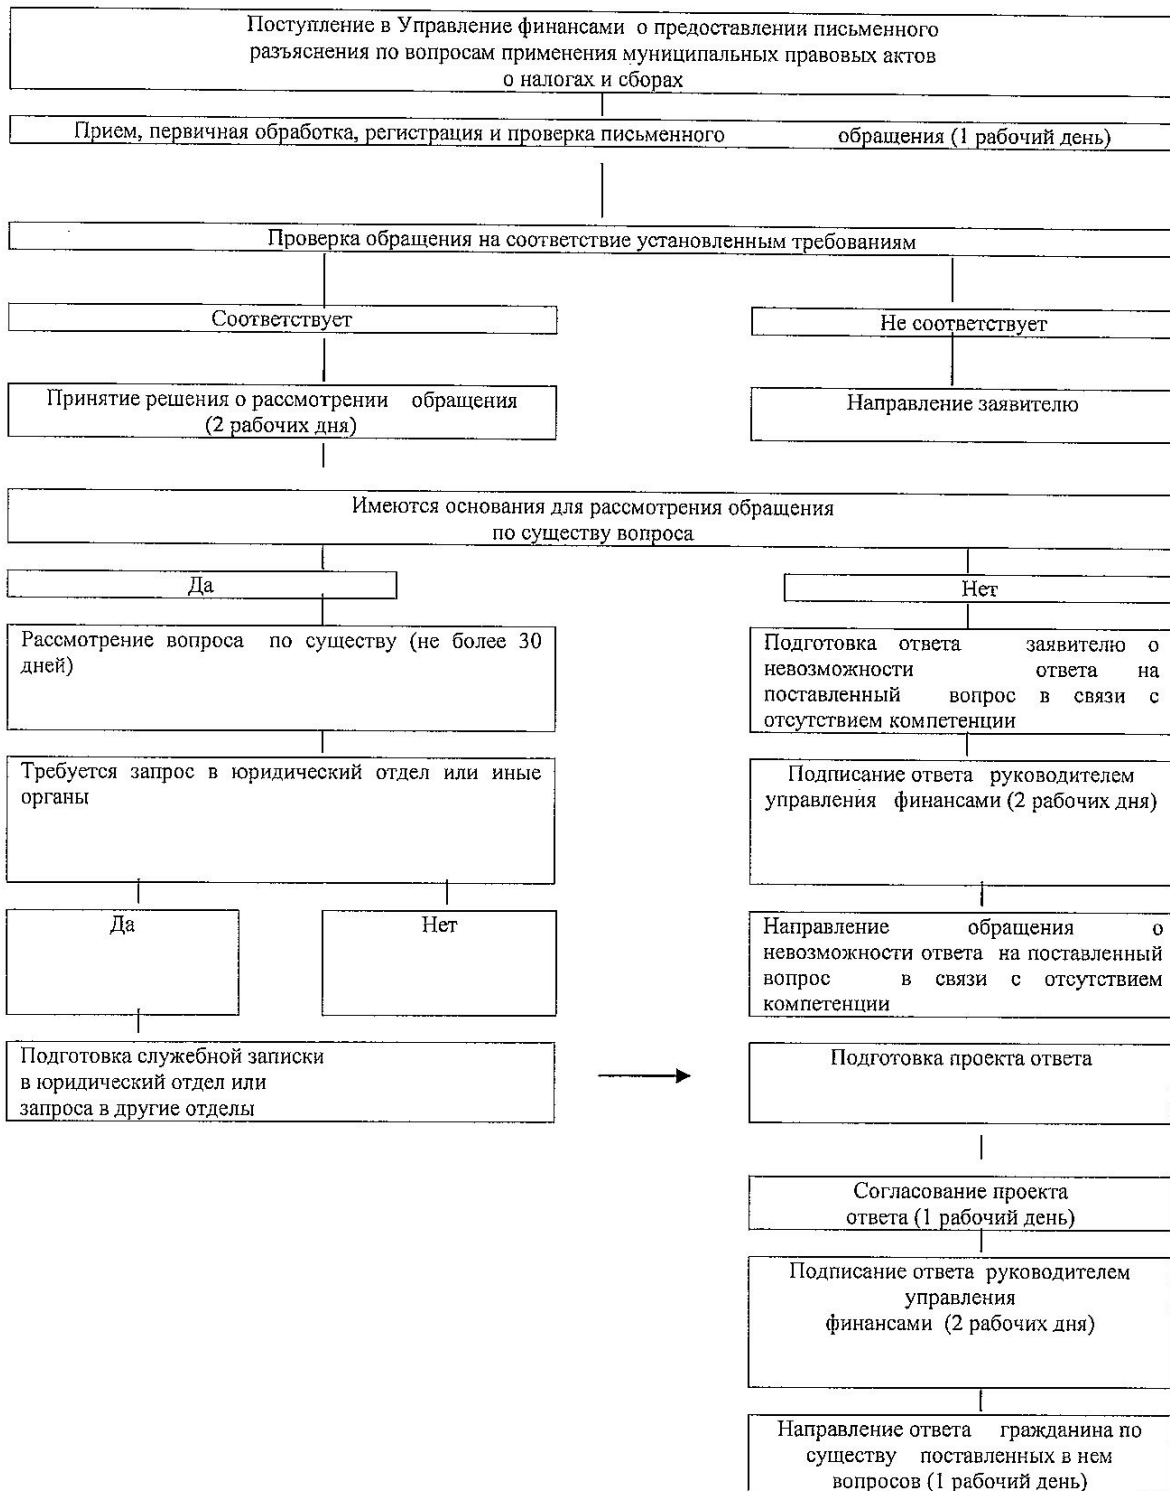 Поступление в Управление финансами о предоставлении письменного
разъяснения по вопросам применения муниципальных правовых актов
о налогах и сборах
Прием, первичная обработка, регистрация и проверка письменного обращения (1 рабочий день)
Проверка обращения на соответствие установленным требованиям
Соответствует
Не соответствует
Принятие решения о рассмотрении обращения
(2 рабочих дня)
Направление заявителю
Имеются основания для рассмотрения обращения
по существу вопроса
Да
Нет
Рассмотрение вопроса по существу (не более 30
дней)
Подготовка ответа заявителю о
невозможности ответа на
поставленный вопрос в связи с
отсутствием компетенции
Требуется запрос в юридический отдел или иные
органы
Подписание ответа руководителем
управления финансами (2 рабочих дня)
Да
Нет
Направление обращения о
невозможности ответа на поставленный
вопрос в связи с отсутствием
компетенции
Подготовка служебной записки
в юридический отдел или
запроса в другие отделы
Подготовка проекта ответа
Согласование проекта
ответа (1 рабочий день)
Подписание ответа руководителем
управления
финансами (2 рабочих дня)
Направление ответа гражданина по
существу поставленных в нем
вопросов (1 рабочий день)